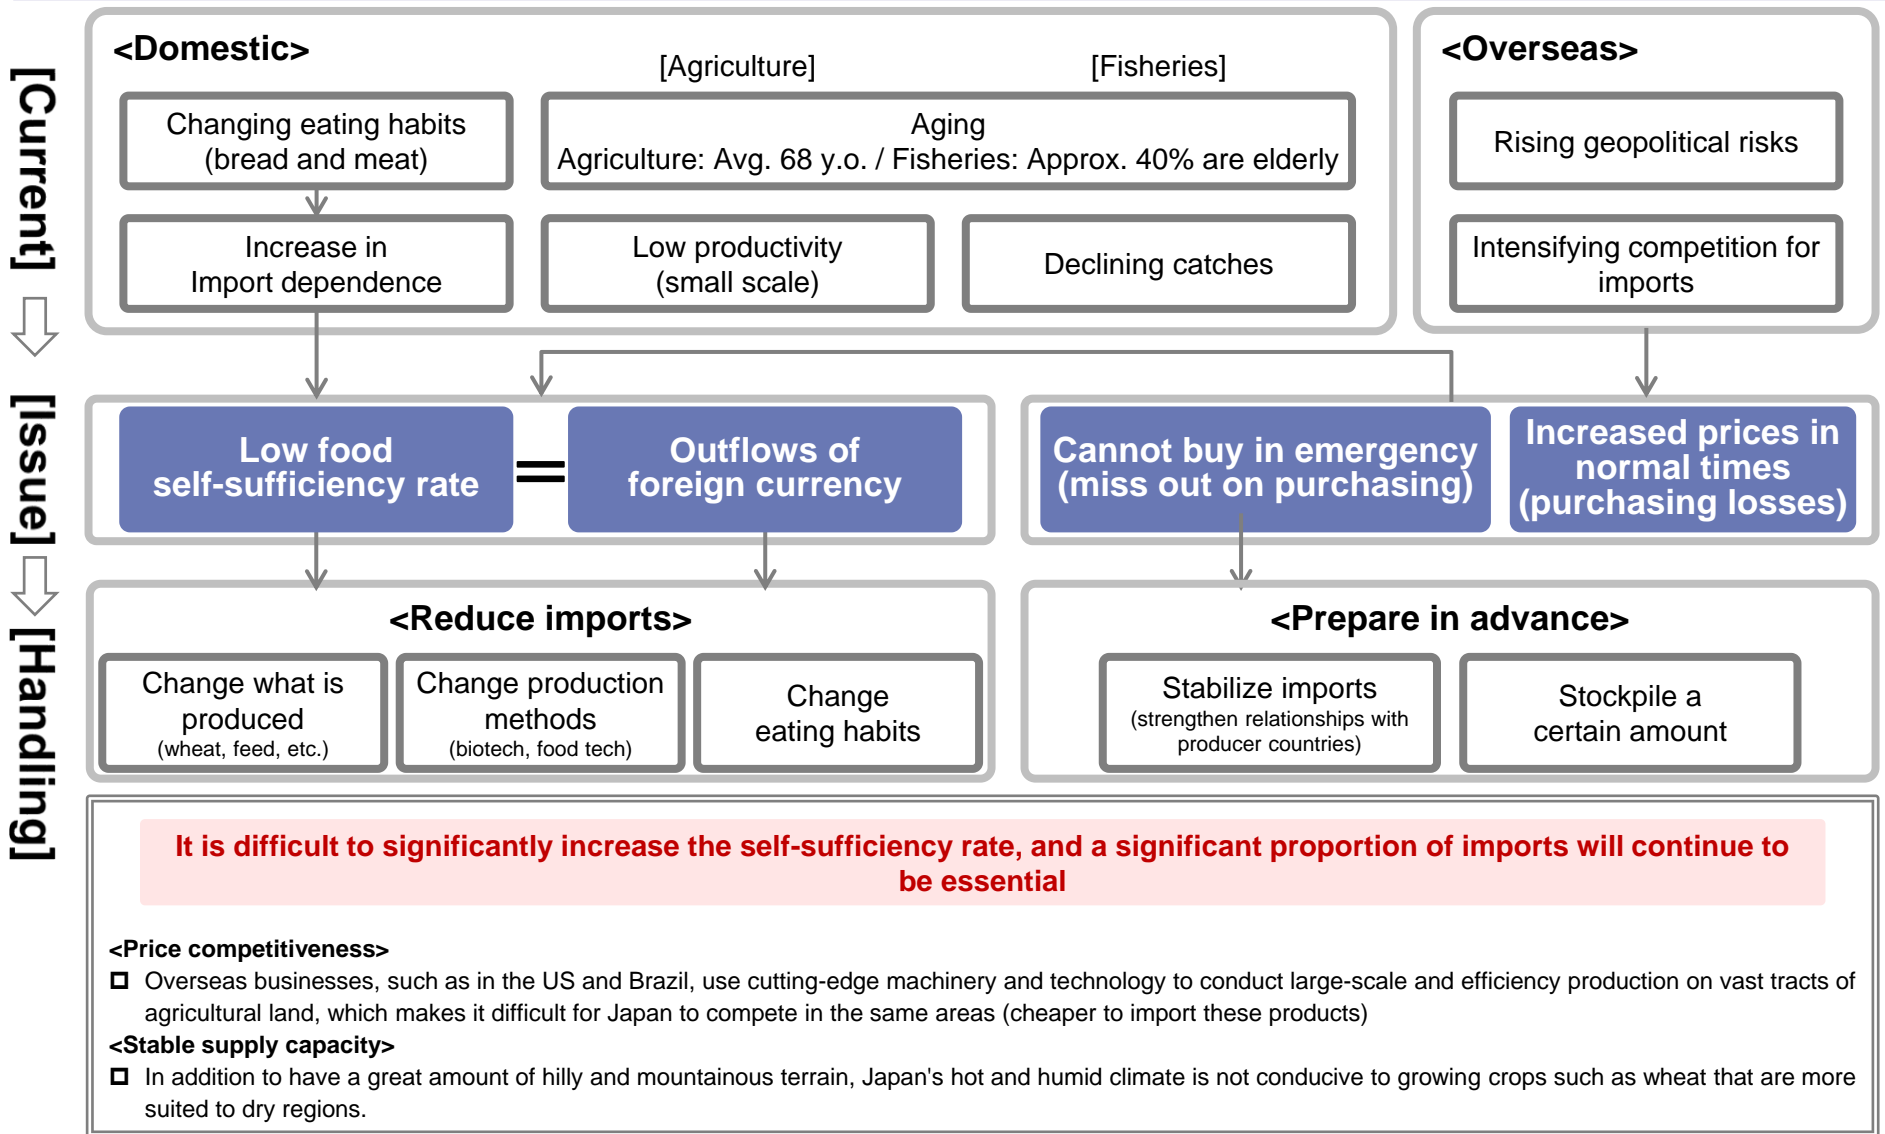 [Current]
<Domestic>
[Agriculture]
[Fisheries]
Changing eating habits
(bread and meat)
Aging
Agriculture: Avg. 68 y.o. / Fisheries: Approx. 40% are elderly
Increase in
Import dependence
Low productivity
(small scale)
Declining catches
<Overseas>
Rising geopolitical risks
Intensifying competition for
imports
[Issue]
Low food
self-sufficiency rate
=
Outflows of
foreign currency
Cannot buy in emergency
(miss out on purchasing)
Increased prices in
normal times
(purchasing losses)
[Handling]
<Reduce imports>
Change what is
produced
(wheat, feed, etc.)
Change production
methods
(biotech, food tech)
Change
eating habits
<Prepare in advance>
Stabilize imports
(strengthen relationships with
producer countries)
Stockpile a
certain amount
It is difficult to significantly increase the self-sufficiency rate, and a significant proportion of imports will continue to
be essential
<Price competitiveness>
Overseas businesses, such as in the US and Brazil, use cutting-edge machinery and technology to conduct large-scale and efficiency production on vast tracts of
agricultural land, which makes it difficult for Japan to compete in the same areas (cheaper to import these products)
<Stable supply capacity>
In addition to have a great amount of hilly and mountainous terrain, Japan's hot and humid climate is not conducive to growing crops such as wheat that are more
suited to dry regions.